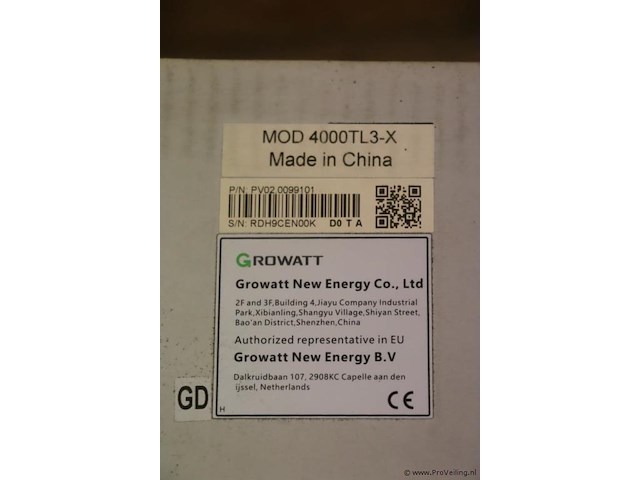 MOD 4000TL3-X
Made in China
P/N: PV02.0099101
S/N: RDH9CEN00K D0 T A
GROWATT
Growatt New Energy Co., Ltd
2F and 3F,Building 4,Jiayu Company Industrial
Park,Xibianling,Shangyu Village,Shiyan Street,
Bao'an District,Shenzhen,China
Authorized representative in EU
Growatt New Energy B.V
Dalkruidbaan 107, 2908KC Capelle aan den
ijssel, Netherlands
CE
GD
H
© www.ProVeiling.nl